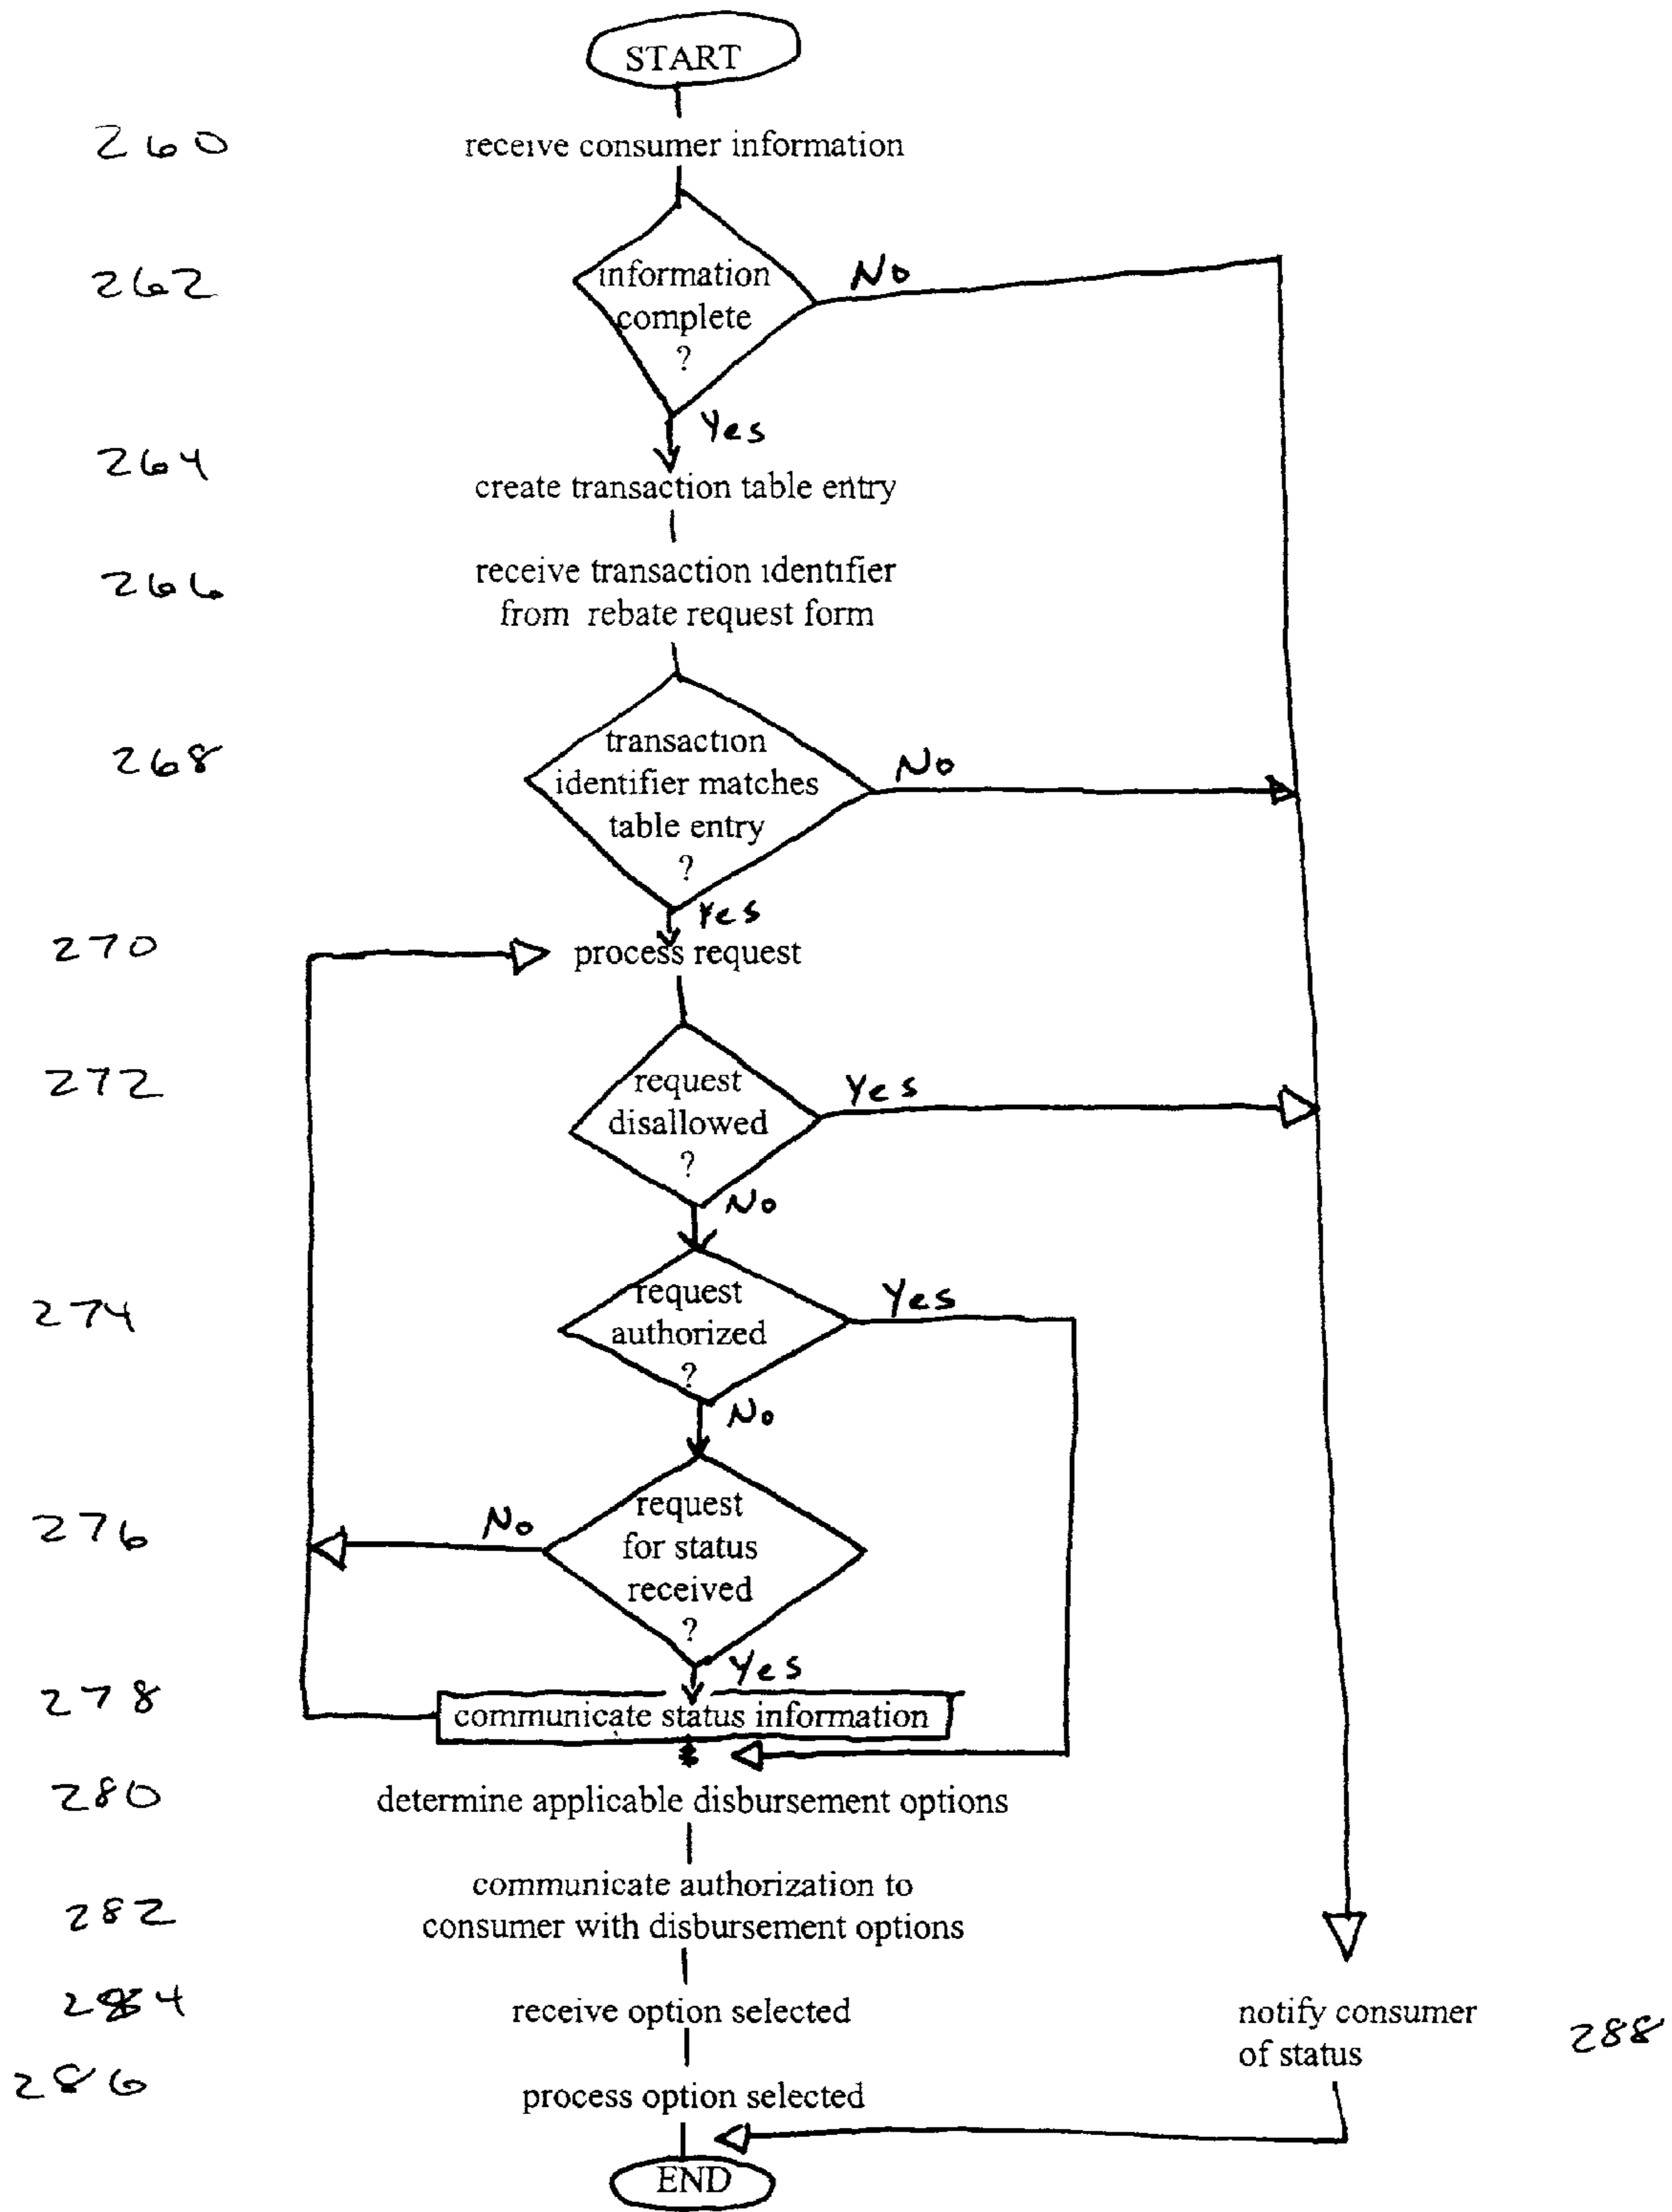 START
260 receive consumer information
262 information No
complete
?
Yes
264
create transaction table entry
266 receive transaction identifier
from rebate request form
268 transaction No
identifier matches
table entry
?
Yes
270 process request
272 request Yes
disallowed
?
No
274 request Yes
authorized
?
No
276 No request
for status
received
?
Yes
278 communicate status information
280 determine applicable disbursement options
282 communicate authorization to
consumer with disbursement options
284 receive option selected
notify consumer
of status 288
286 process option selected
END